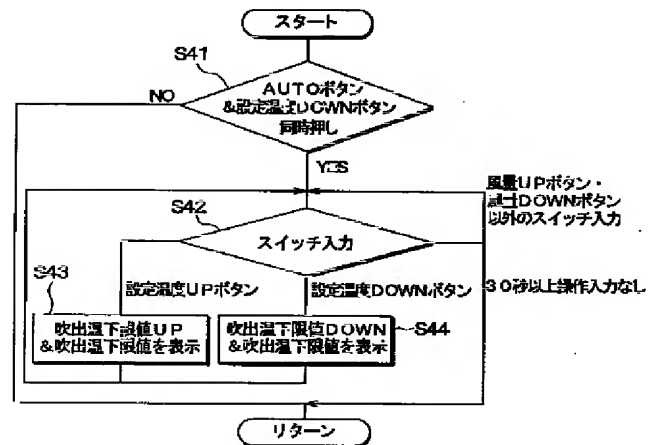 スタート
S41
NO
AUTOボタン
&設定温度DOWNボタン
同時押し
YES
風量UPボタン・
風量DOWNボタン
以外のスイッチ入力
S42
スイッチ入力
S43
設定温度UPボタン
設定温度DOWNボタン
30秒以上操作入力なし
吹出温下限値UP
&吹出温下限値を表示
吹出温下限値DOWN
&吹出温下限値を表示
S44
リターン